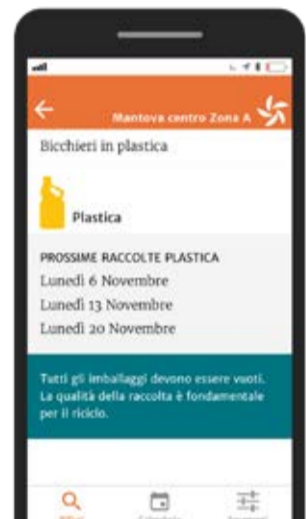 Mantova centro Zona A
Bicchieri in plastica
Plastica
PROSSIME RACCOLTE PLASTICA
Lunedì 6 Novembre
Lunedì 13 Novembre
Lunedì 20 Novembre
Tutti gli imballaggi devono essere vuoti.
La qualità della raccolta è fondamentale
per il riciclo.